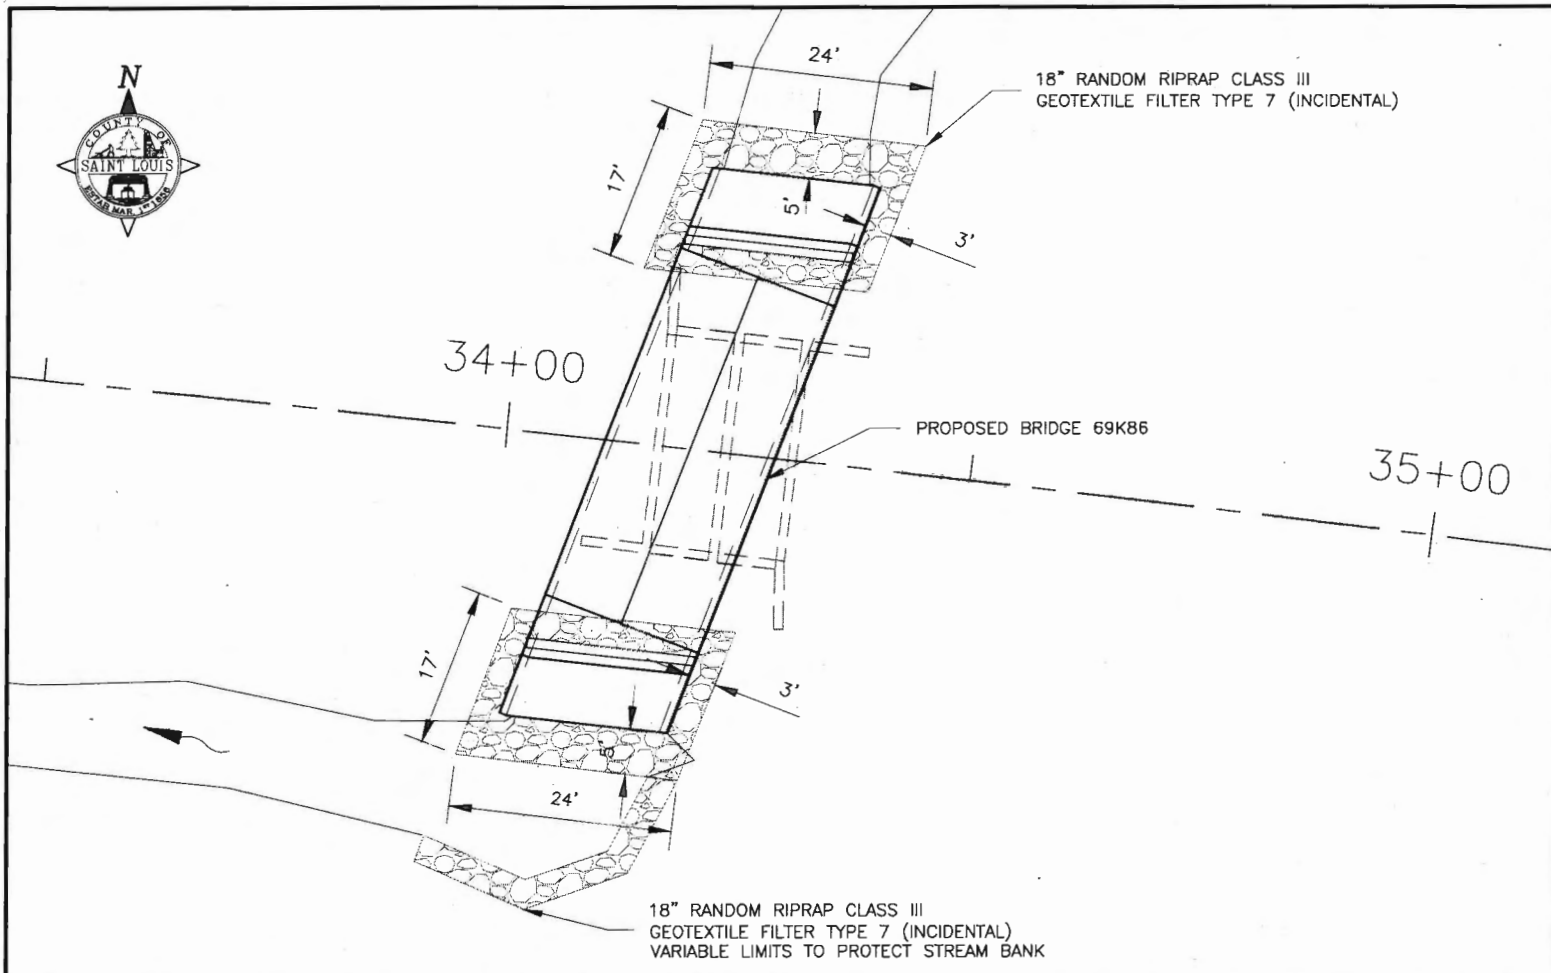 N
COUNTY OF
SAINT LOUIS
ESTAB. MAR. 1ST 1856
24'
18" RANDOM RIPRAP CLASS III
GEOTEXTILE FILTER TYPE 7 (INCIDENTAL)
17'
5'
3'
34+00
PROPOSED BRIDGE 69K86
35+00
17'
3'
5'
24'
18" RANDOM RIPRAP CLASS III
GEOTEXTILE FILTER TYPE 7 (INCIDENTAL)
VARIABLE LIMITS TO PROTECT STREAM BANK